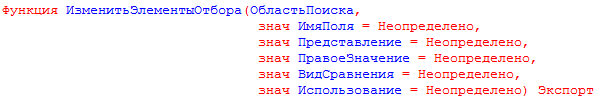 Функция ИзменитьЭлементыОтбора(ОбластьПоиска,
знач ИмяПоля = Неопределено,
знач Представление = Неопределено,
знач ПравоеЗначение = Неопределено,
знач ВидСравнения = Неопределено,
знач Использование = Неопределено) Экспорт